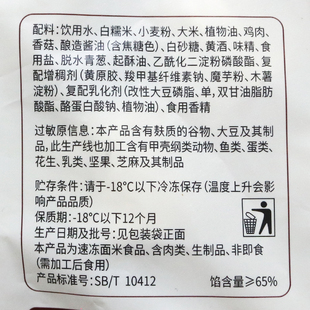 配料：饮用水、白糯米、小麦粉、大米、植物油、鸡肉、
香菇、酿造酱油（含焦糖色）、白砂糖、黄酒、味精、食
用盐、脱水青葱、起酥油、乙酰化二淀粉磷酸酯、
复配增稠剂（黄原胶、羧甲基纤维素钠、魔芋粉、木薯
淀粉）、复配乳化剂（改性大豆磷脂、单，双甘油脂肪
酸酯、酪蛋白酸钠、植物油）、食用香精
过敏原信息：本产品含有麸质的谷物、大豆及其制
品，此生产线也加工含有甲壳纲类动物、鱼类、蛋类、
花生、乳类、坚果、芝麻及其制品
贮存条件：请于-18℃以下冷冻保存（温度上升会影
响产品品质）
保质期：-18℃以下12个月
生产日期及批号：见包装袋正面
本产品为速冻面米食品、含肉类、生制品、非即食
（需加工后食用）
产品标准号：SB/T 10412
馅含量≥65%